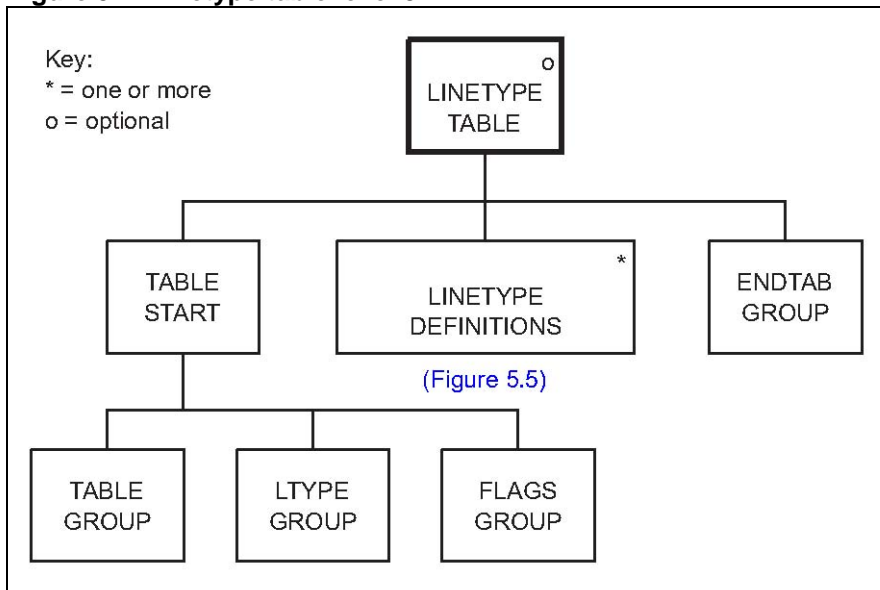 Key:
* = one or more
o = optional
o
LINETYPE
TABLE
TABLE
START
*
LINETYPE
DEFINITIONS
ENDTAB
GROUP
(Figure 5.5)
TABLE
GROUP
LTYPE
GROUP
FLAGS
GROUP